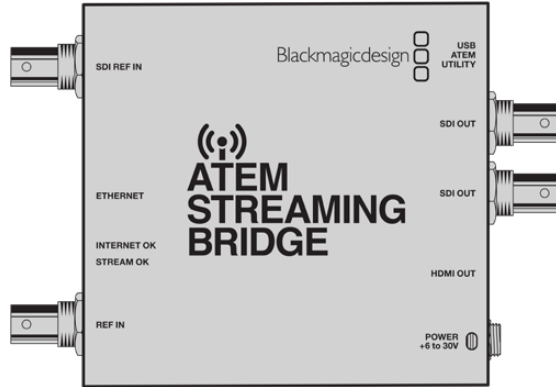 Blackmagicdesign
USB
ATEM
UTILITY
SDI REF IN
SDI OUT
ATEM
STREAMING
BRIDGE
ETHERNET
SDI OUT
INTERNET OK
STREAM OK
HDMI OUT
REF IN
POWER
+6 to 30V